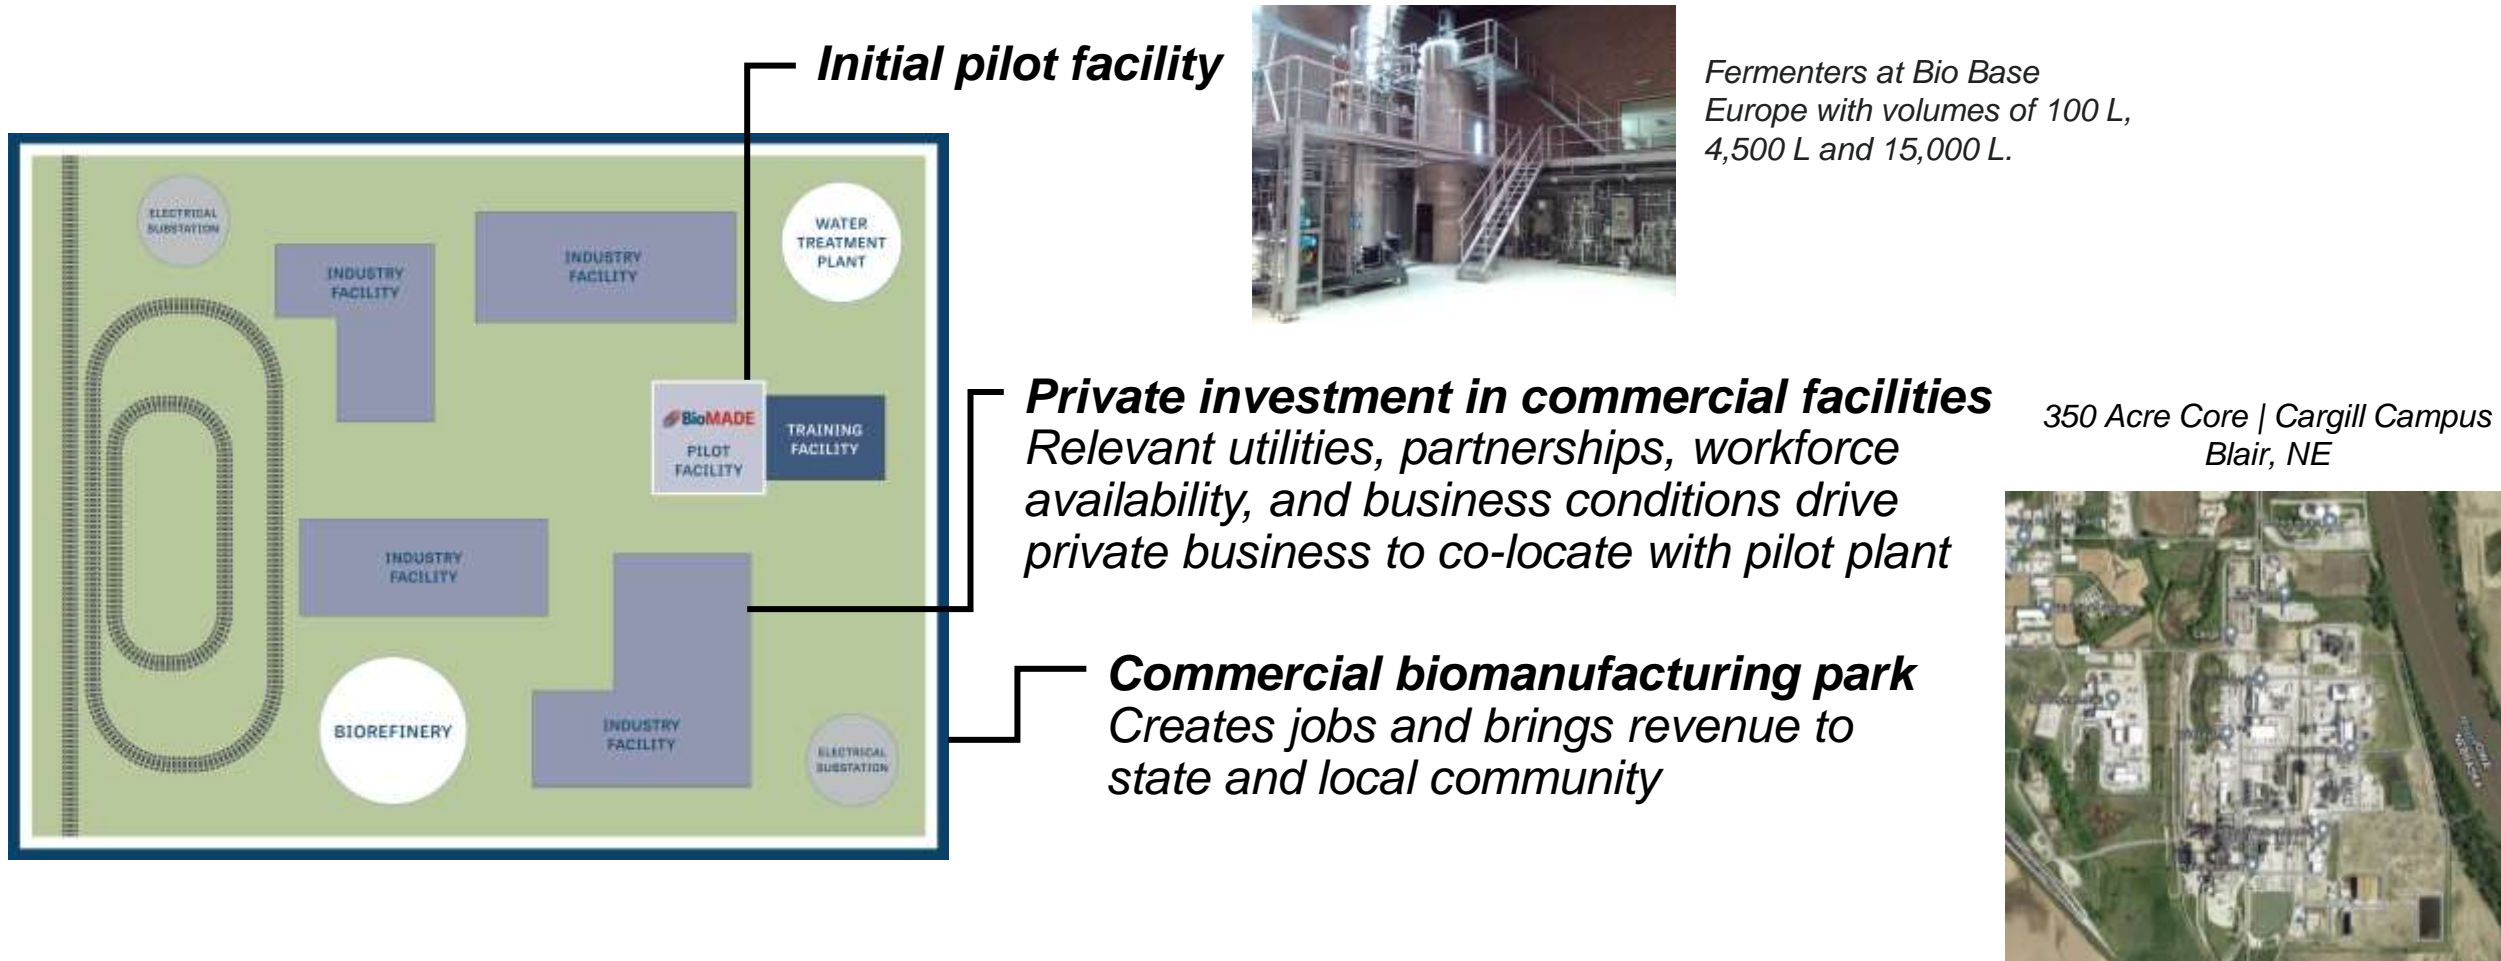 Initial pilot facility
Fermenters at Bio Base
Europe with volumes of 100 L,
4,500 L and 15,000 L.
ELECTRICAL
SUBSTATION
INDUSTRY
FACILITY
INDUSTRY
FACILITY
WATER
TREATMENT
PLANT
BioMADE
PILOT
FACILITY
TRAINING
FACILITY
INDUSTRY
FACILITY
INDUSTRY
FACILITY
BIOREFINERY
ELECTRICAL
SUBSTATION
Private investment in commercial facilities
Relevant utilities, partnerships, workforce
availability, and business conditions drive
private business to co-locate with pilot plant
350 Acre Core | Cargill Campus
Blair, NE
Commercial biomanufacturing park
Creates jobs and brings revenue to
state and local community